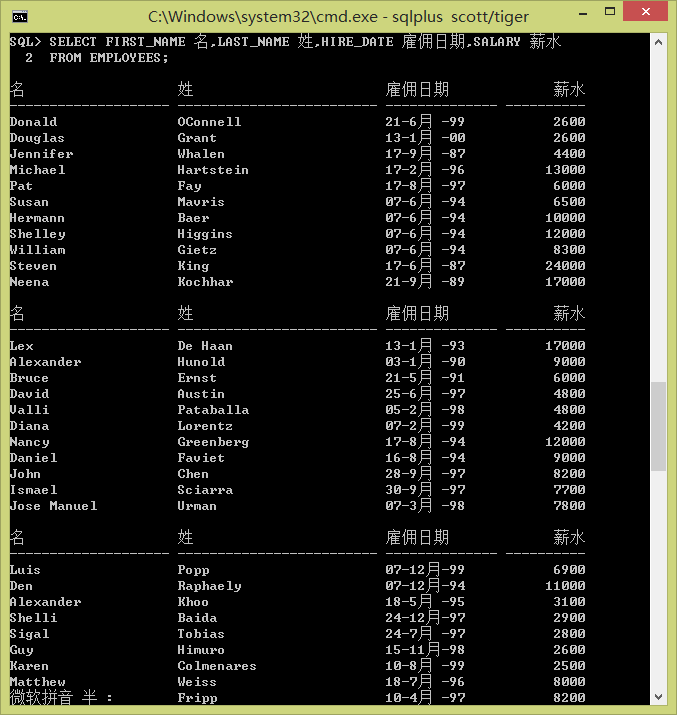 C:\Windows\system32\cmd.exe - sqlplus scott/tiger
SQL> SELECT FIRST_NAME 名,LAST_NAME 姓,HIRE_DATE 雇佣日期,SALARY 薪水
2 FROM EMPLOYEES;
名 姓 雇佣日期 薪水
Donald OConnell 21-6月 -99 2600
Douglas Grant 13-1月 -00 2600
Jennifer Whalen 17-9月 -87 4400
Michael Hartstein 17-2月 -96 13000
Pat Fay 17-8月 -97 6000
Susan Mavris 07-6月 -94 6500
Hermann Baer 07-6月 -94 10000
Shelley Higgins 07-6月 -94 12000
William Gietz 07-6月 -94 8300
Steven King 17-6月 -87 24000
Neena Kochhar 21-9月 -89 17000
名 姓 雇佣日期 薪水
Lex De Haan 13-1月 -93 17000
Alexander Hunold 03-1月 -90 9000
Bruce Ernst 21-5月 -91 6000
David Austin 25-6月 -97 4800
Valli Pataballa 05-2月 -98 4800
Diana Lorentz 07-2月 -99 4200
Nancy Greenberg 17-8月 -94 12000
Daniel Faviet 16-8月 -94 9000
John Chen 28-9月 -97 8200
Ismael Sciarra 30-9月 -97 7700
Jose Manuel Urman 07-3月 -98 7800
名 姓 雇佣日期 薪水
Luis Popp 07-12月-99 6900
Den Raphaely 07-12月-94 11000
Alexander Khoo 18-5月 -95 3100
Shelli Baida 24-12月-97 2900
Sigal Tobias 24-7月 -97 2800
Guy Himuro 15-11月-98 2600
Karen Colmenares 10-8月 -99 2500
Matthew Weiss 18-7月 -96 8000
微软拼音 半 : Fripp 10-4月 -97 8200